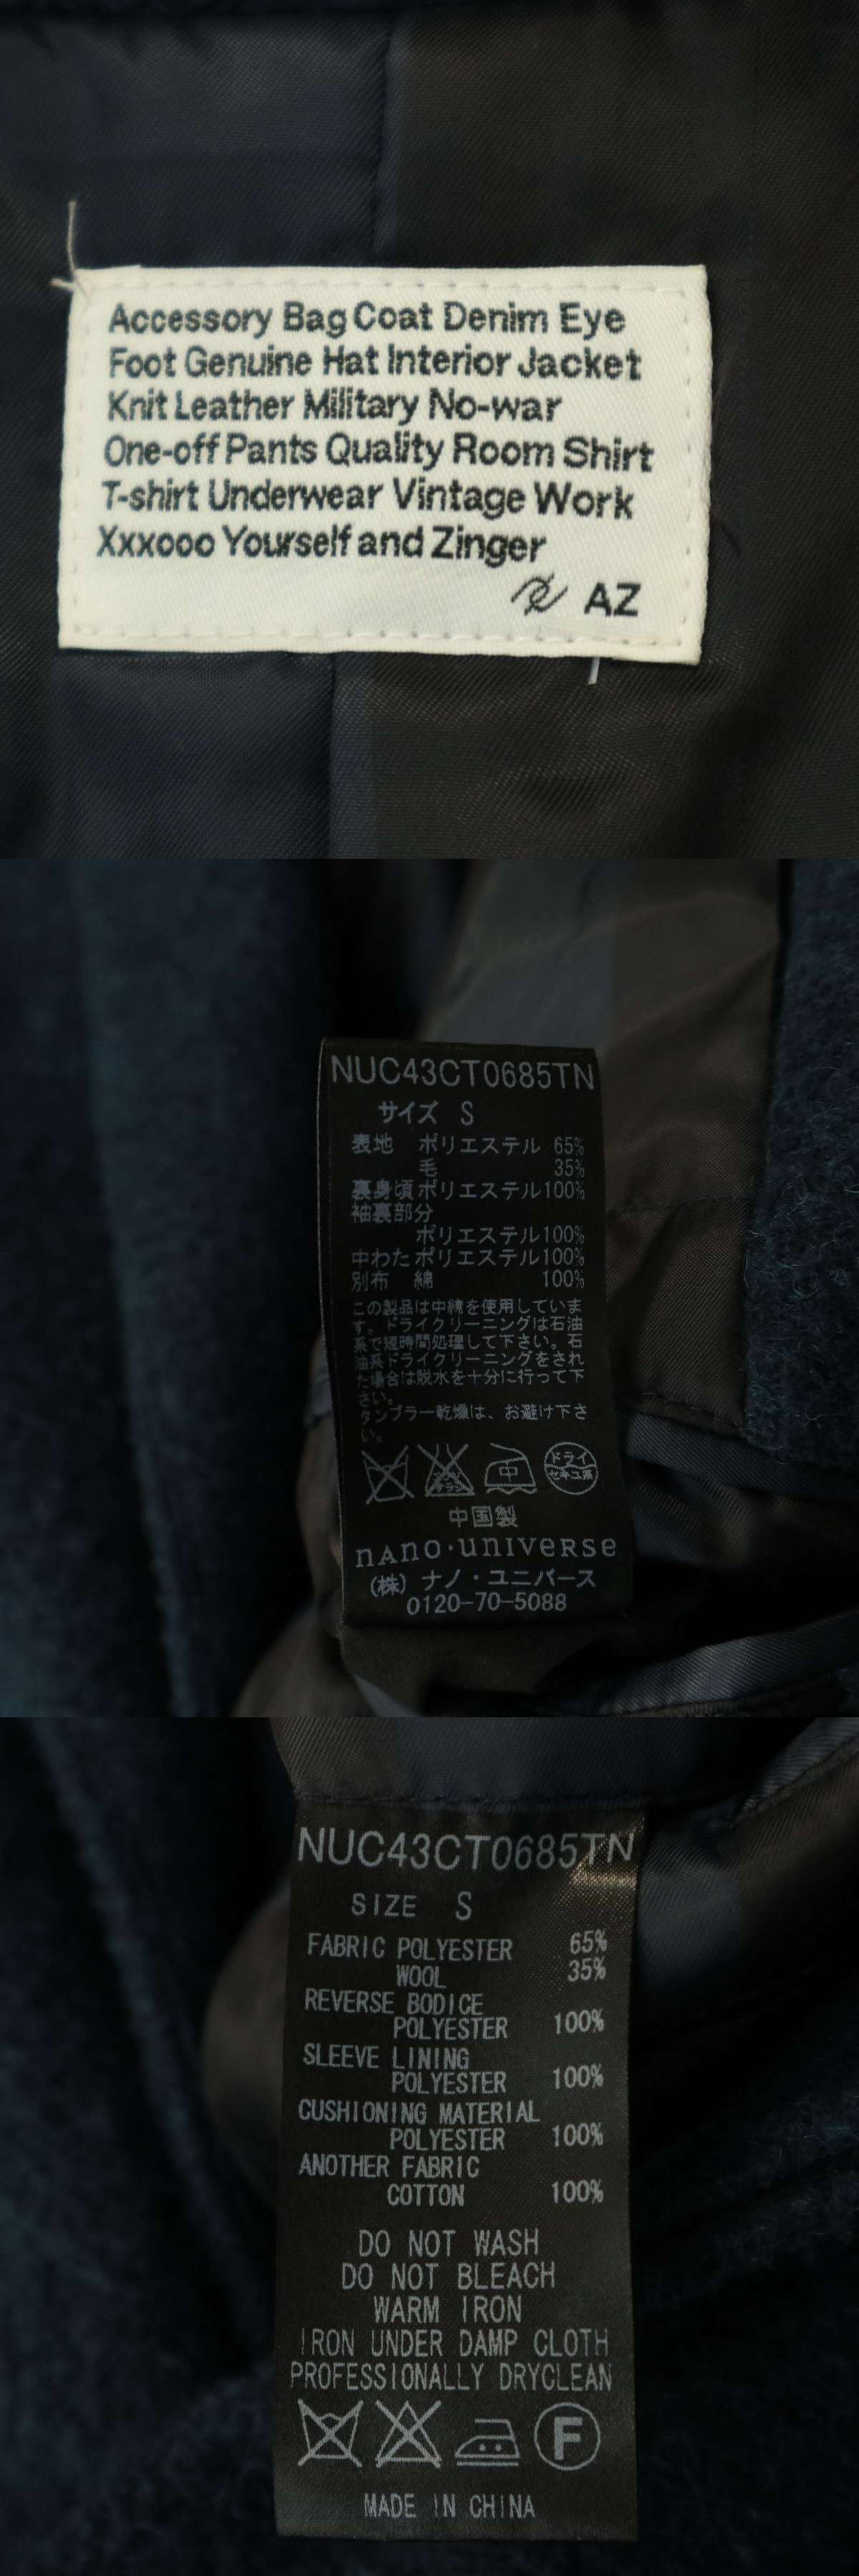 Accessory Bag Coat Denim Eye
Foot Genuine Hat Interior Jacket
Knit Leather Military No-war
One-off Pants Quality Room Shirt
T-shirt Underwear Vintage Work
Xxxooo Yourself and Zinger
AZ
NUC43CT0685TN
サイズ S
表地 ポリエステル 65%
毛 35%
裏身頃 ポリエステル 100%
袖裏部分
ポリエステル 100%
中わた ポリエステル 100%
別布 綿 100%
この製品は中綿を使用していま
す。ドライクリーニングは石油
系で短時間処理して下さい。石
油系ドライクリーニングをされ
た場合は脱水を十分に行って下
さい。
タンブラー乾燥は、お避け下さ
い。
中 ドライ
セキユ系
中国製
nano・universe
(株) ナノ・ユニバース
0120-70-5088
NUC43CT0685TN
SIZE S
FABRIC POLYESTER 65%
WOOL 35%
REVERSE BODICE
POLYESTER 100%
SLEEVE LINING
POLYESTER 100%
CUSHIONING MATERIAL
POLYESTER 100%
ANOTHER FABRIC
COTTON 100%
DO NOT WASH
DO NOT BLEACH
WARM IRON
IRON UNDER DAMP CLOTH
PROFESSIONALLY DRYCLEAN
F
MADE IN CHINA